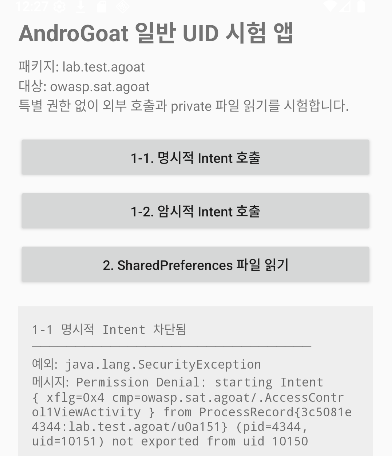 12:27
AndroGoat 일반 UID 시험 앱
패키지: lab.test.agoat
대상: owasp.sat.agoat
특별 권한 없이 외부 호출과 private 파일 읽기를 시험합니다.
1-1. 명시적 Intent 호출
1-2. 암시적 Intent 호출
2. SharedPreferences 파일 읽기
1-1 명시적 Intent 차단됨
예외: java.lang.SecurityException
메시지: Permission Denial: starting Intent
{ xflg=0x4 cmp=owasp.sat.agoat/.AccessContr
ol1ViewActivity } from ProcessRecord{3c5081e
4344:lab.test.agoat/u0a151} (pid=4344,
uid=10151) not exported from uid 10150